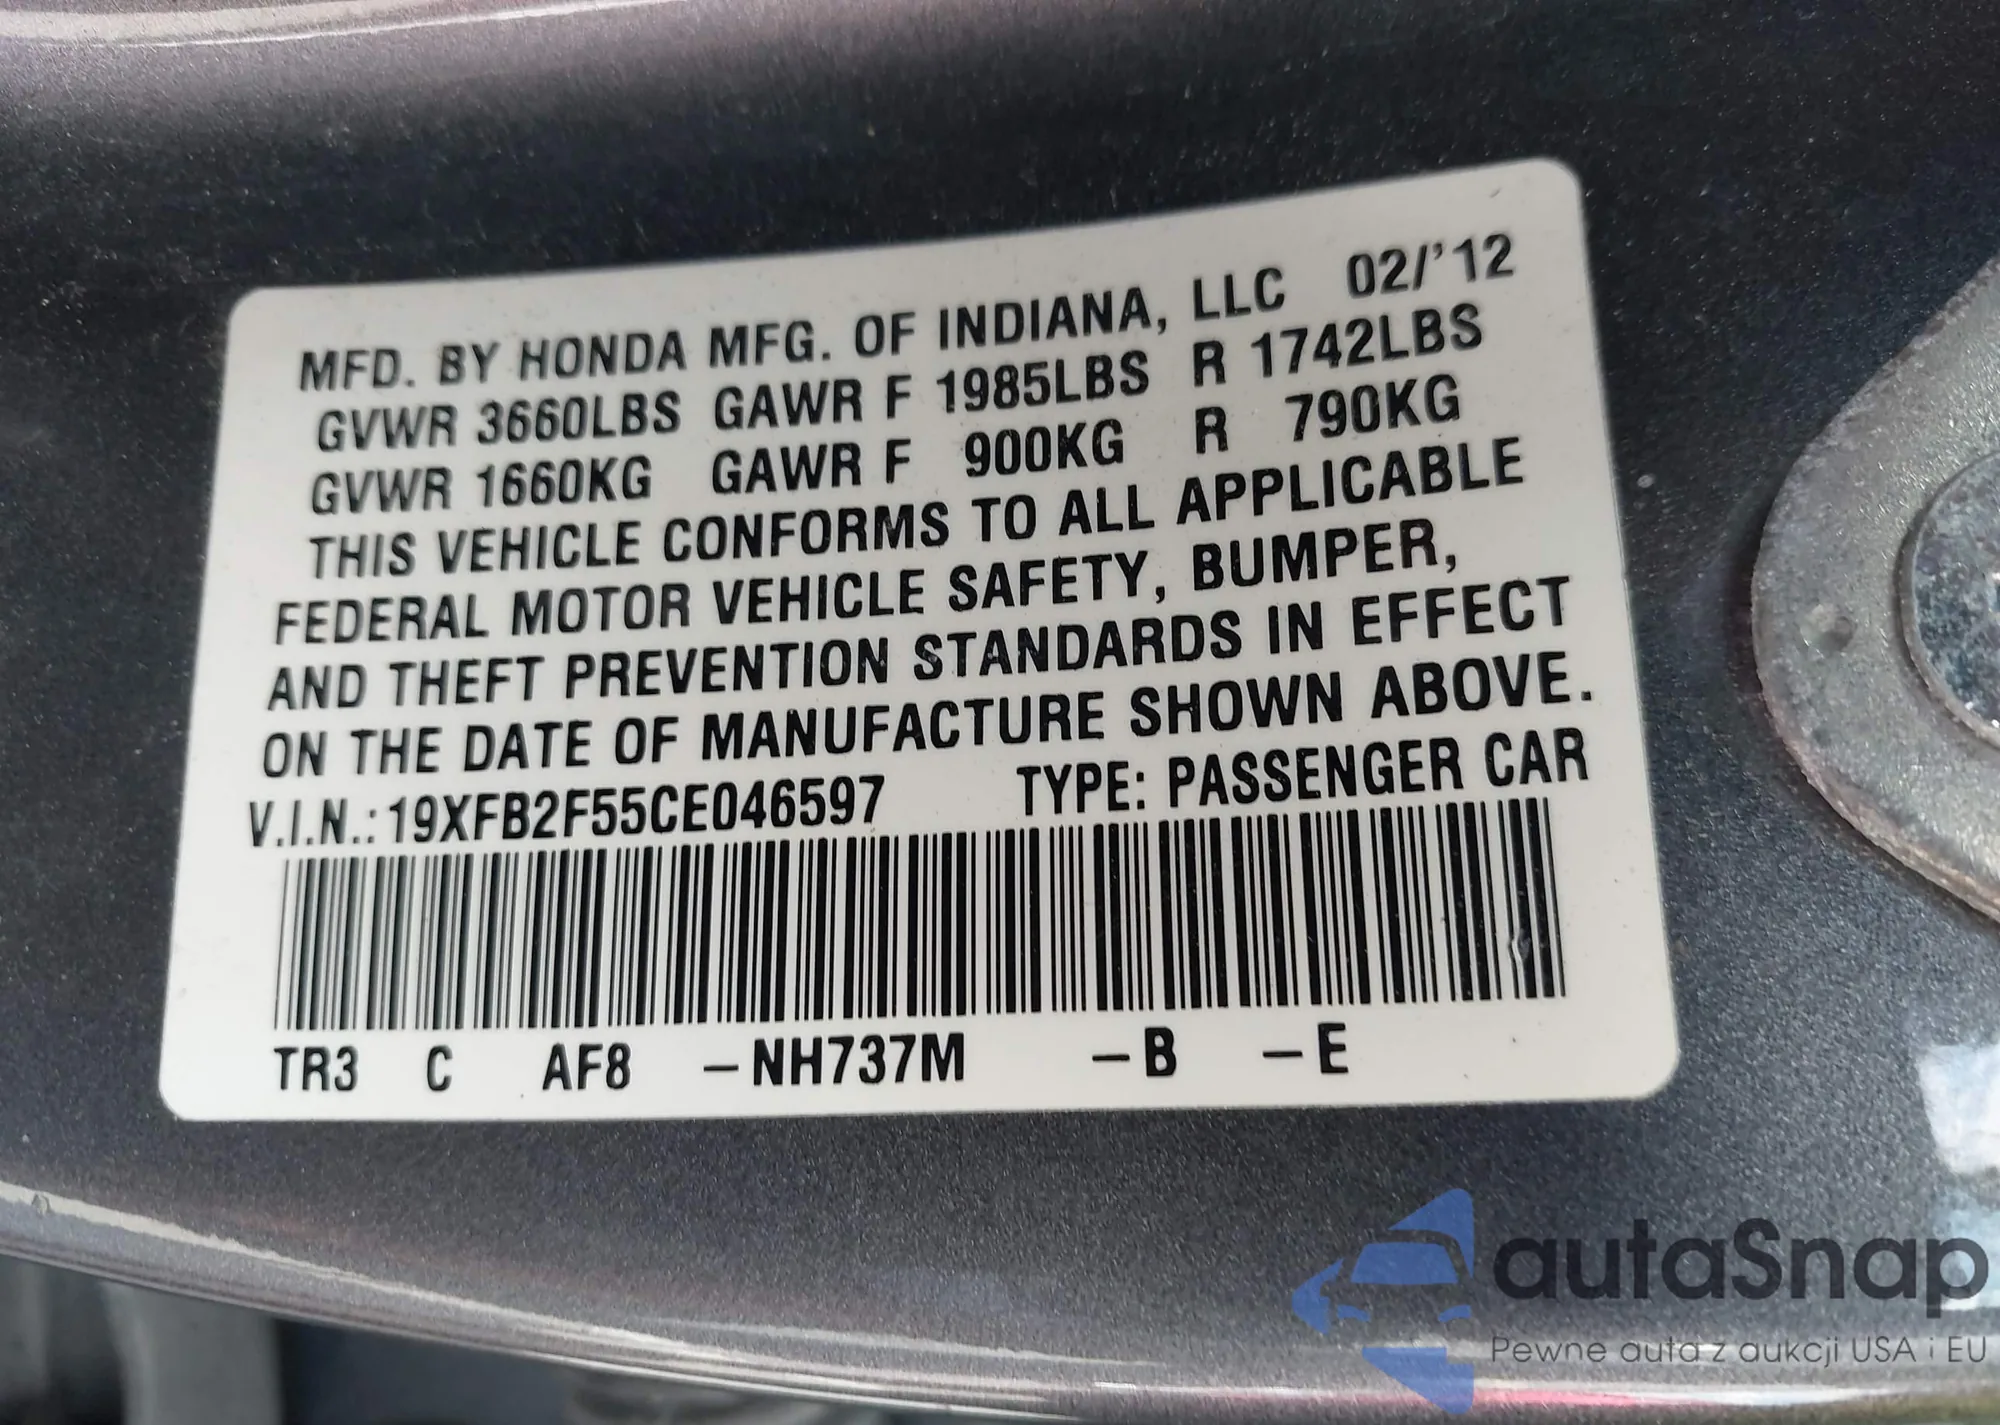 MFD. BY HONDA MFG. OF INDIANA, LLC 02/'12
GVWR 3660LBS GAWR F 1985LBS R 1742LBS
GVWR 1660KG GAWR F 900KG R 790KG
THIS VEHICLE CONFORMS TO ALL APPLICABLE
FEDERAL MOTOR VEHICLE SAFETY, BUMPER,
AND THEFT PREVENTION STANDARDS IN EFFECT
ON THE DATE OF MANUFACTURE SHOWN ABOVE.
V.I.N.: 19XFB2F55CE046597 TYPE: PASSENGER CAR
TR3 C AF8 –NH737M –B –E
autaSnap
Pewne auta z aukcji USA i EU